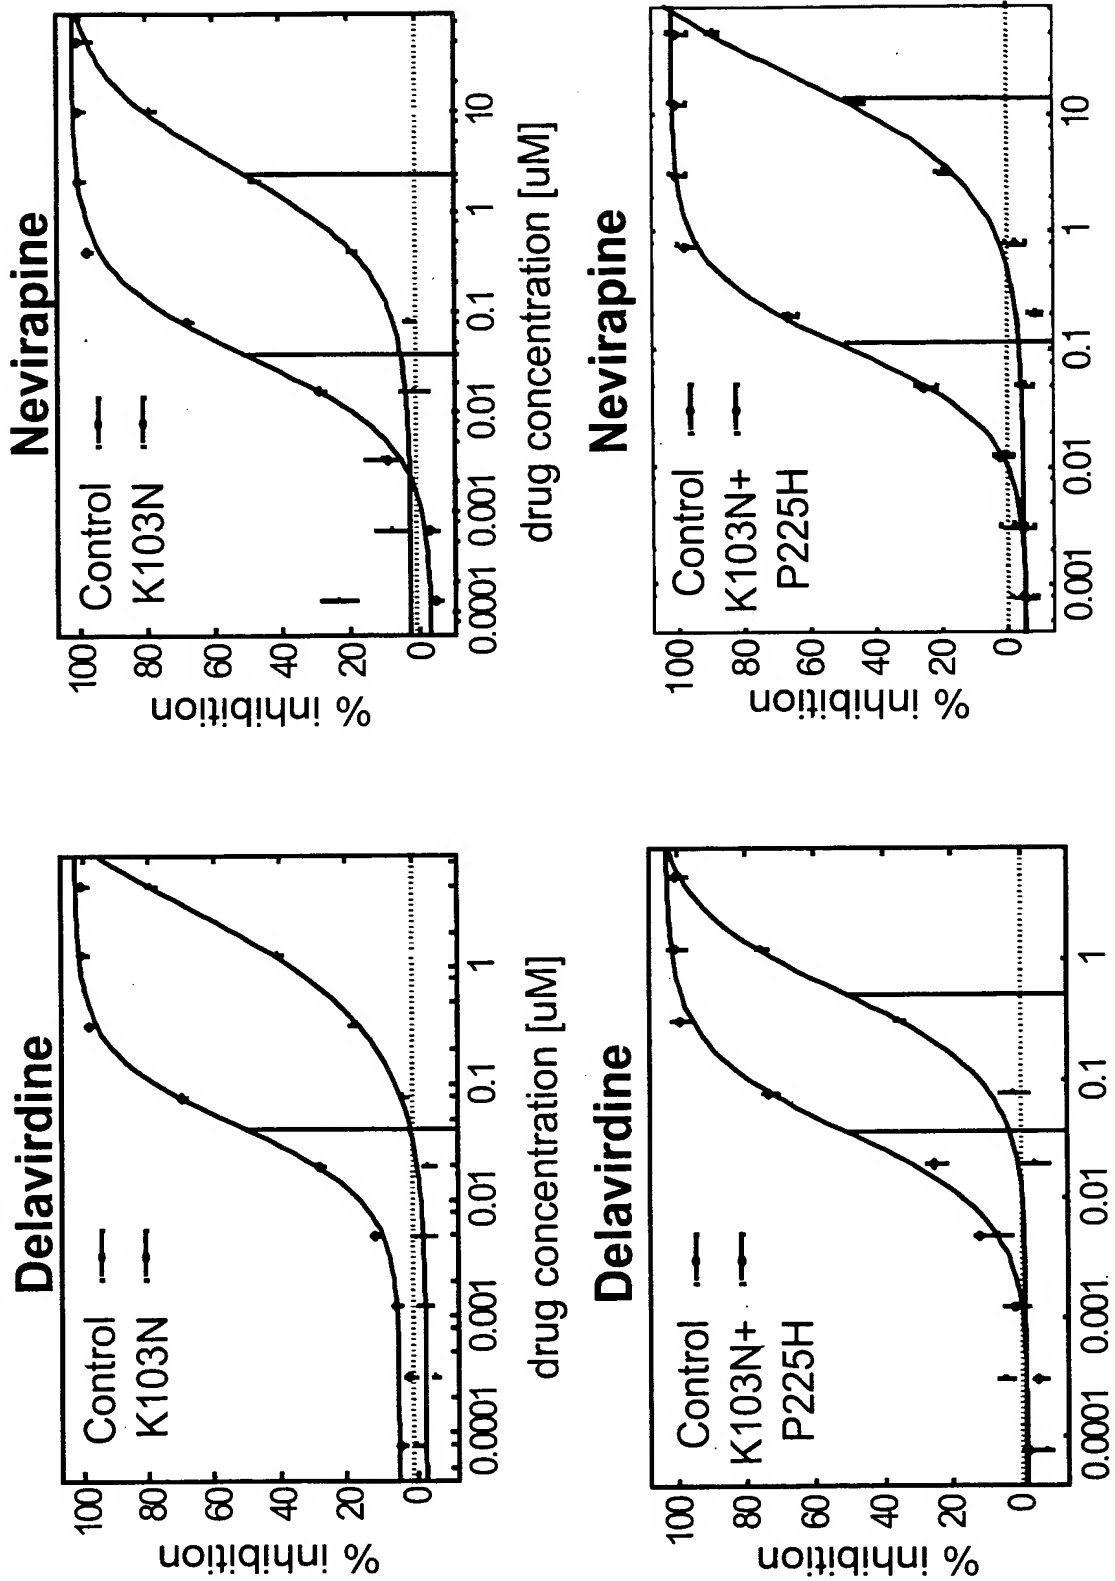 Delavirdine
Control
K103N
% inhibition
100
80
60
40
20
0
0.0001
0.001
0.01
0.1
1
drug concentration [uM]
Nevirapine
Control
K103N
% inhibition
100
80
60
40
20
0
0.0001
0.001
0.01
0.1
1
10
drug concentration [uM]
Delavirdine
Control
K103N+
P225H
% inhibition
100
80
60
40
20
0
0.0001
0.001
0.01
0.1
1
Nevirapine
Control
K103N+
P225H
% inhibition
100
80
60
40
20
0
0.001
0.01
0.1
1
10